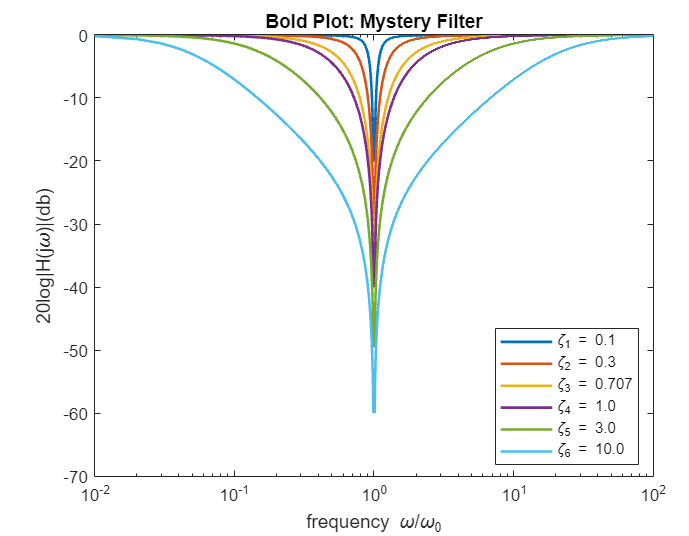 Bold Plot: Mystery Filter
20log|H(jω)|(db)
0
-10
-20
-30
-40
-50
-60
-70
ζ1 = 0.1
ζ2 = 0.3
ζ3 = 0.707
ζ4 = 1.0
ζ5 = 3.0
ζ6 = 10.0
10-2 10-1 100 101 102
frequency ω/ω0